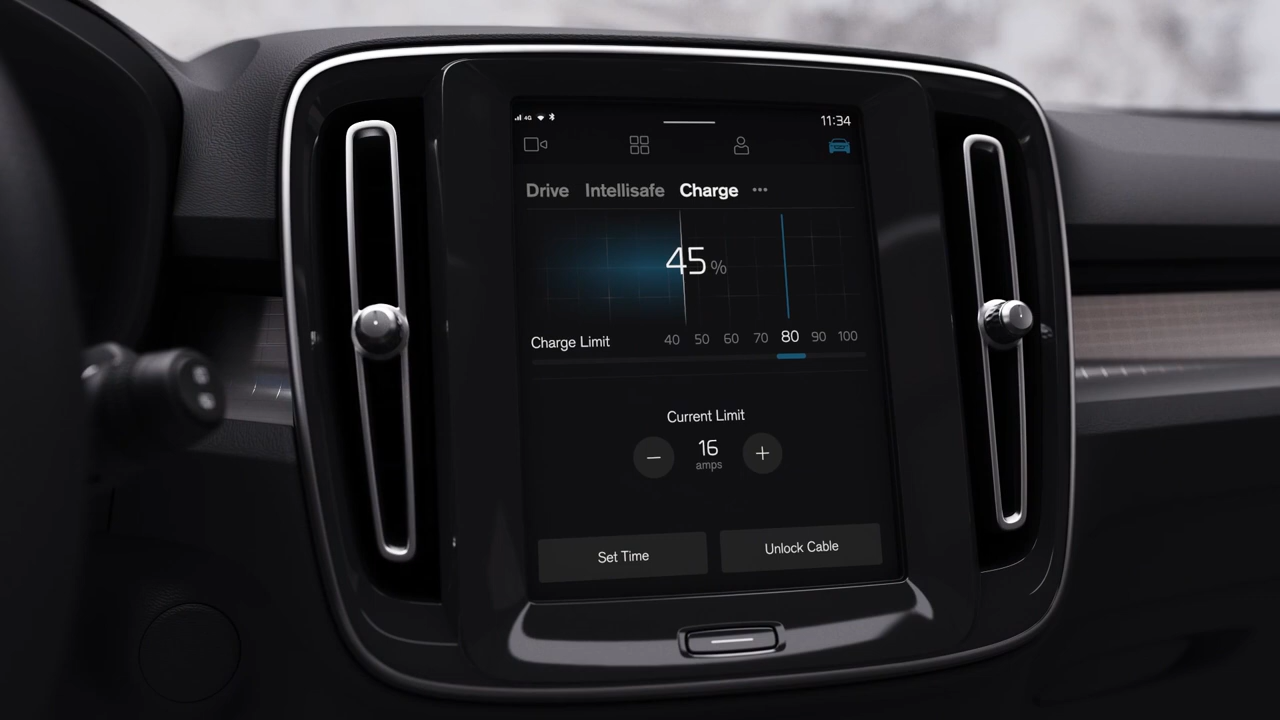 4G 11:34
Drive Intellisafe Charge
45 %
Charge Limit 40 50 60 70 80 90 100
Current Limit
− 16 +
amps
Set Time Unlock Cable